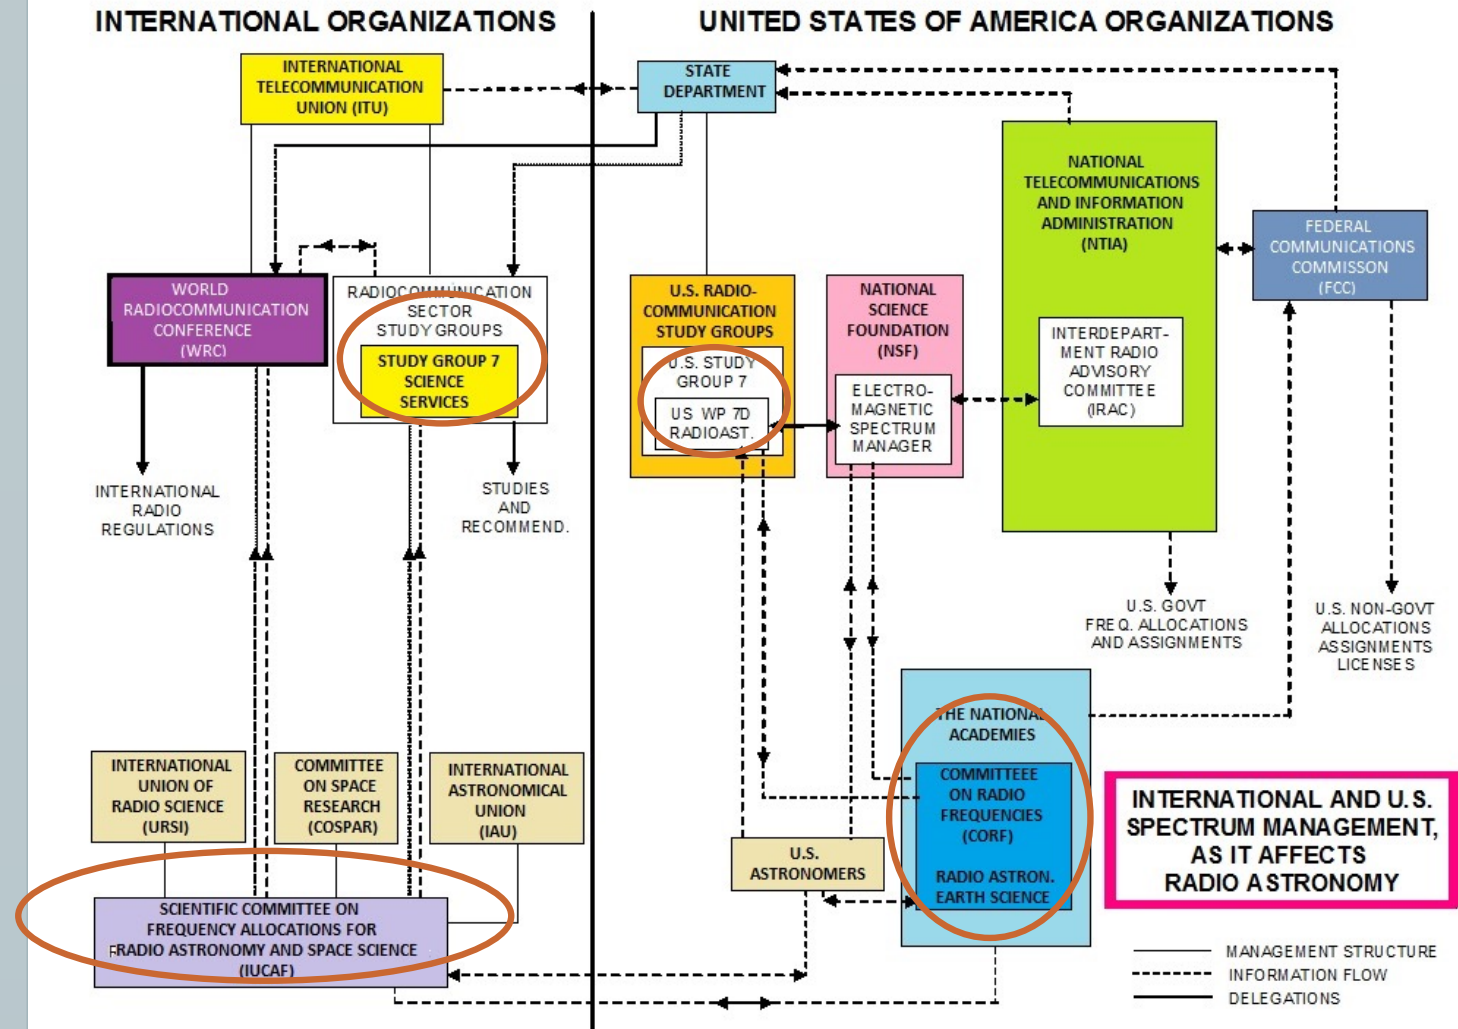 INTERNATIONAL ORGANIZATIONS
UNITED STATES OF AMERICA ORGANIZATIONS
INTERNATIONAL
TELECOMMUNICATION
UNION (ITU)
STATE
DEPARTMENT
NATIONAL
TELECOMMUNICATIONS
AND INFORMATION
ADMINISTRATION
(NTIA)
FEDERAL
COMMUNICATIONS
COMMISSON
(FCC)
WORLD
RADIOCOMMUNICATION
CONFERENCE
(WRC)
RADIOCOMMUNICATION
SECTOR
STUDY GROUPS
STUDY GROUP 7
SCIENCE
SERVICES
U.S. RADIO-
COMMUNICATION
STUDY GROUPS
U.S. STUDY
GROUP 7
US WP 7D
RADIOAST.
NATIONAL
SCIENCE
FOUNDATION
(NSF)
ELECTRO-
MAGNETIC
SPECTRUM
MANAGER
INTERDEPART-
MENT RADIO
ADVISORY
COMMITTEE
(IRAC)
INTERNATIONAL
RADIO
REGULATIONS
STUDIES
AND
RECOMMEND.
U.S. GOVT
FREQ. ALLOCATIONS
AND ASSIGNMENTS
U.S. NON-GOVT
ALLOCATIONS
ASSIGNMENTS
LICENSES
INTERNATIONAL
UNION OF
RADIO SCIENCE
(URSI)
COMMITTEE
ON SPACE
RESEARCH
(COSPAR)
INTERNATIONAL
ASTRONOMICAL
UNION
(IAU)
THE NATIONAL
ACADEMIES
COMMITTEEE
ON RADIO
FREQUENCIES
(CORF)
RADIO ASTRON.
EARTH SCIENCE
U.S.
ASTRONOMERS
SCIENTIFIC COMMITTEE ON
FREQUENCY ALLOCATIONS FOR
RADIO ASTRONOMY AND SPACE SCIENCE
(IUCAF)
INTERNATIONAL AND U.S.
SPECTRUM MANAGEMENT,
AS IT AFFECTS
RADIO ASTRONOMY
MANAGEMENT STRUCTURE
INFORMATION FLOW
DELEGATIONS